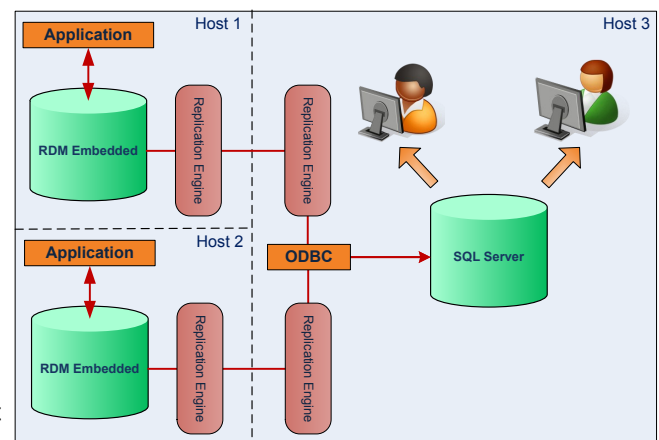 Host 1
Application
RDM Embedded
Replication Engine
Replication Engine
Host 3
Host 2
Application
RDM Embedded
Replication Engine
Replication Engine
ODBC
SQL Server